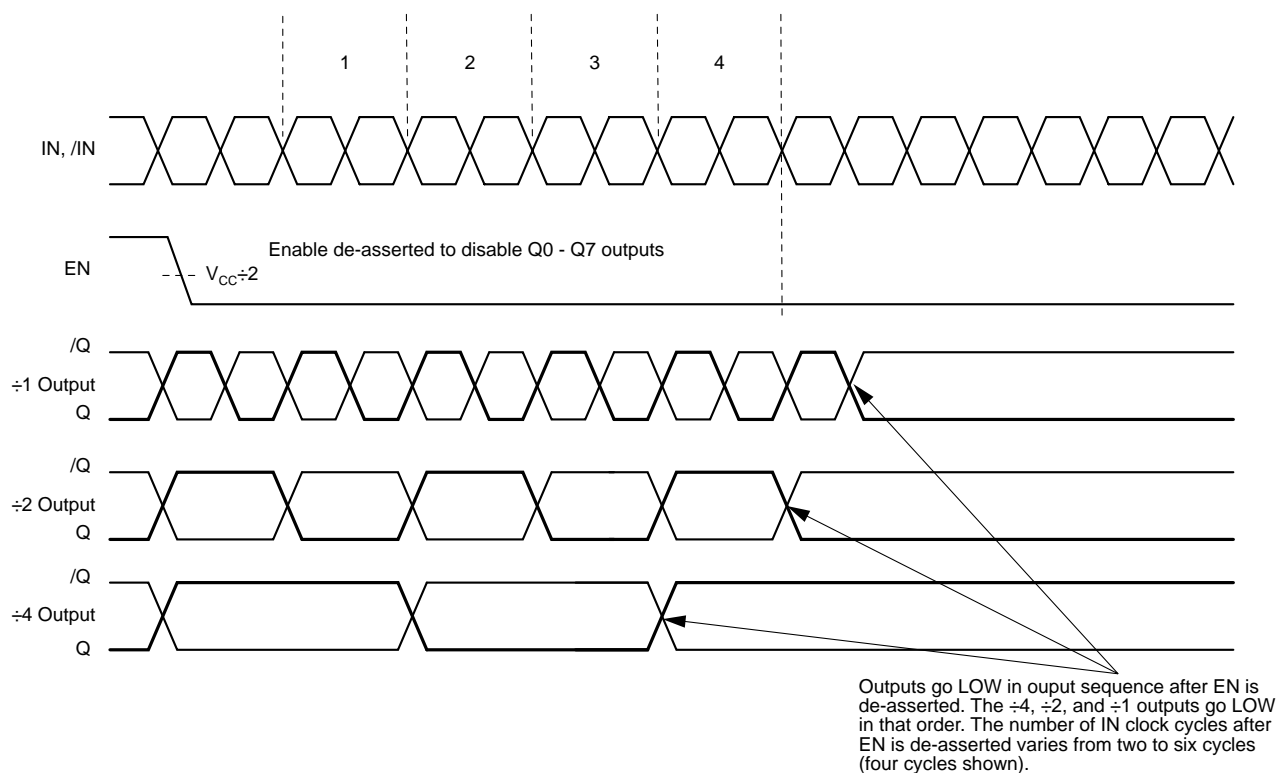 1 2 3 4
IN, /IN
Enable de-asserted to disable Q0 - Q7 outputs
EN
VCC÷2
/Q
÷1 Output
Q
/Q
÷2 Output
Q
/Q
÷4 Output
Q
Outputs go LOW in ouput sequence after EN is
de-asserted. The ÷4, ÷2, and ÷1 outputs go LOW
in that order. The number of IN clock cycles after
EN is de-asserted varies from two to six cycles
(four cycles shown).